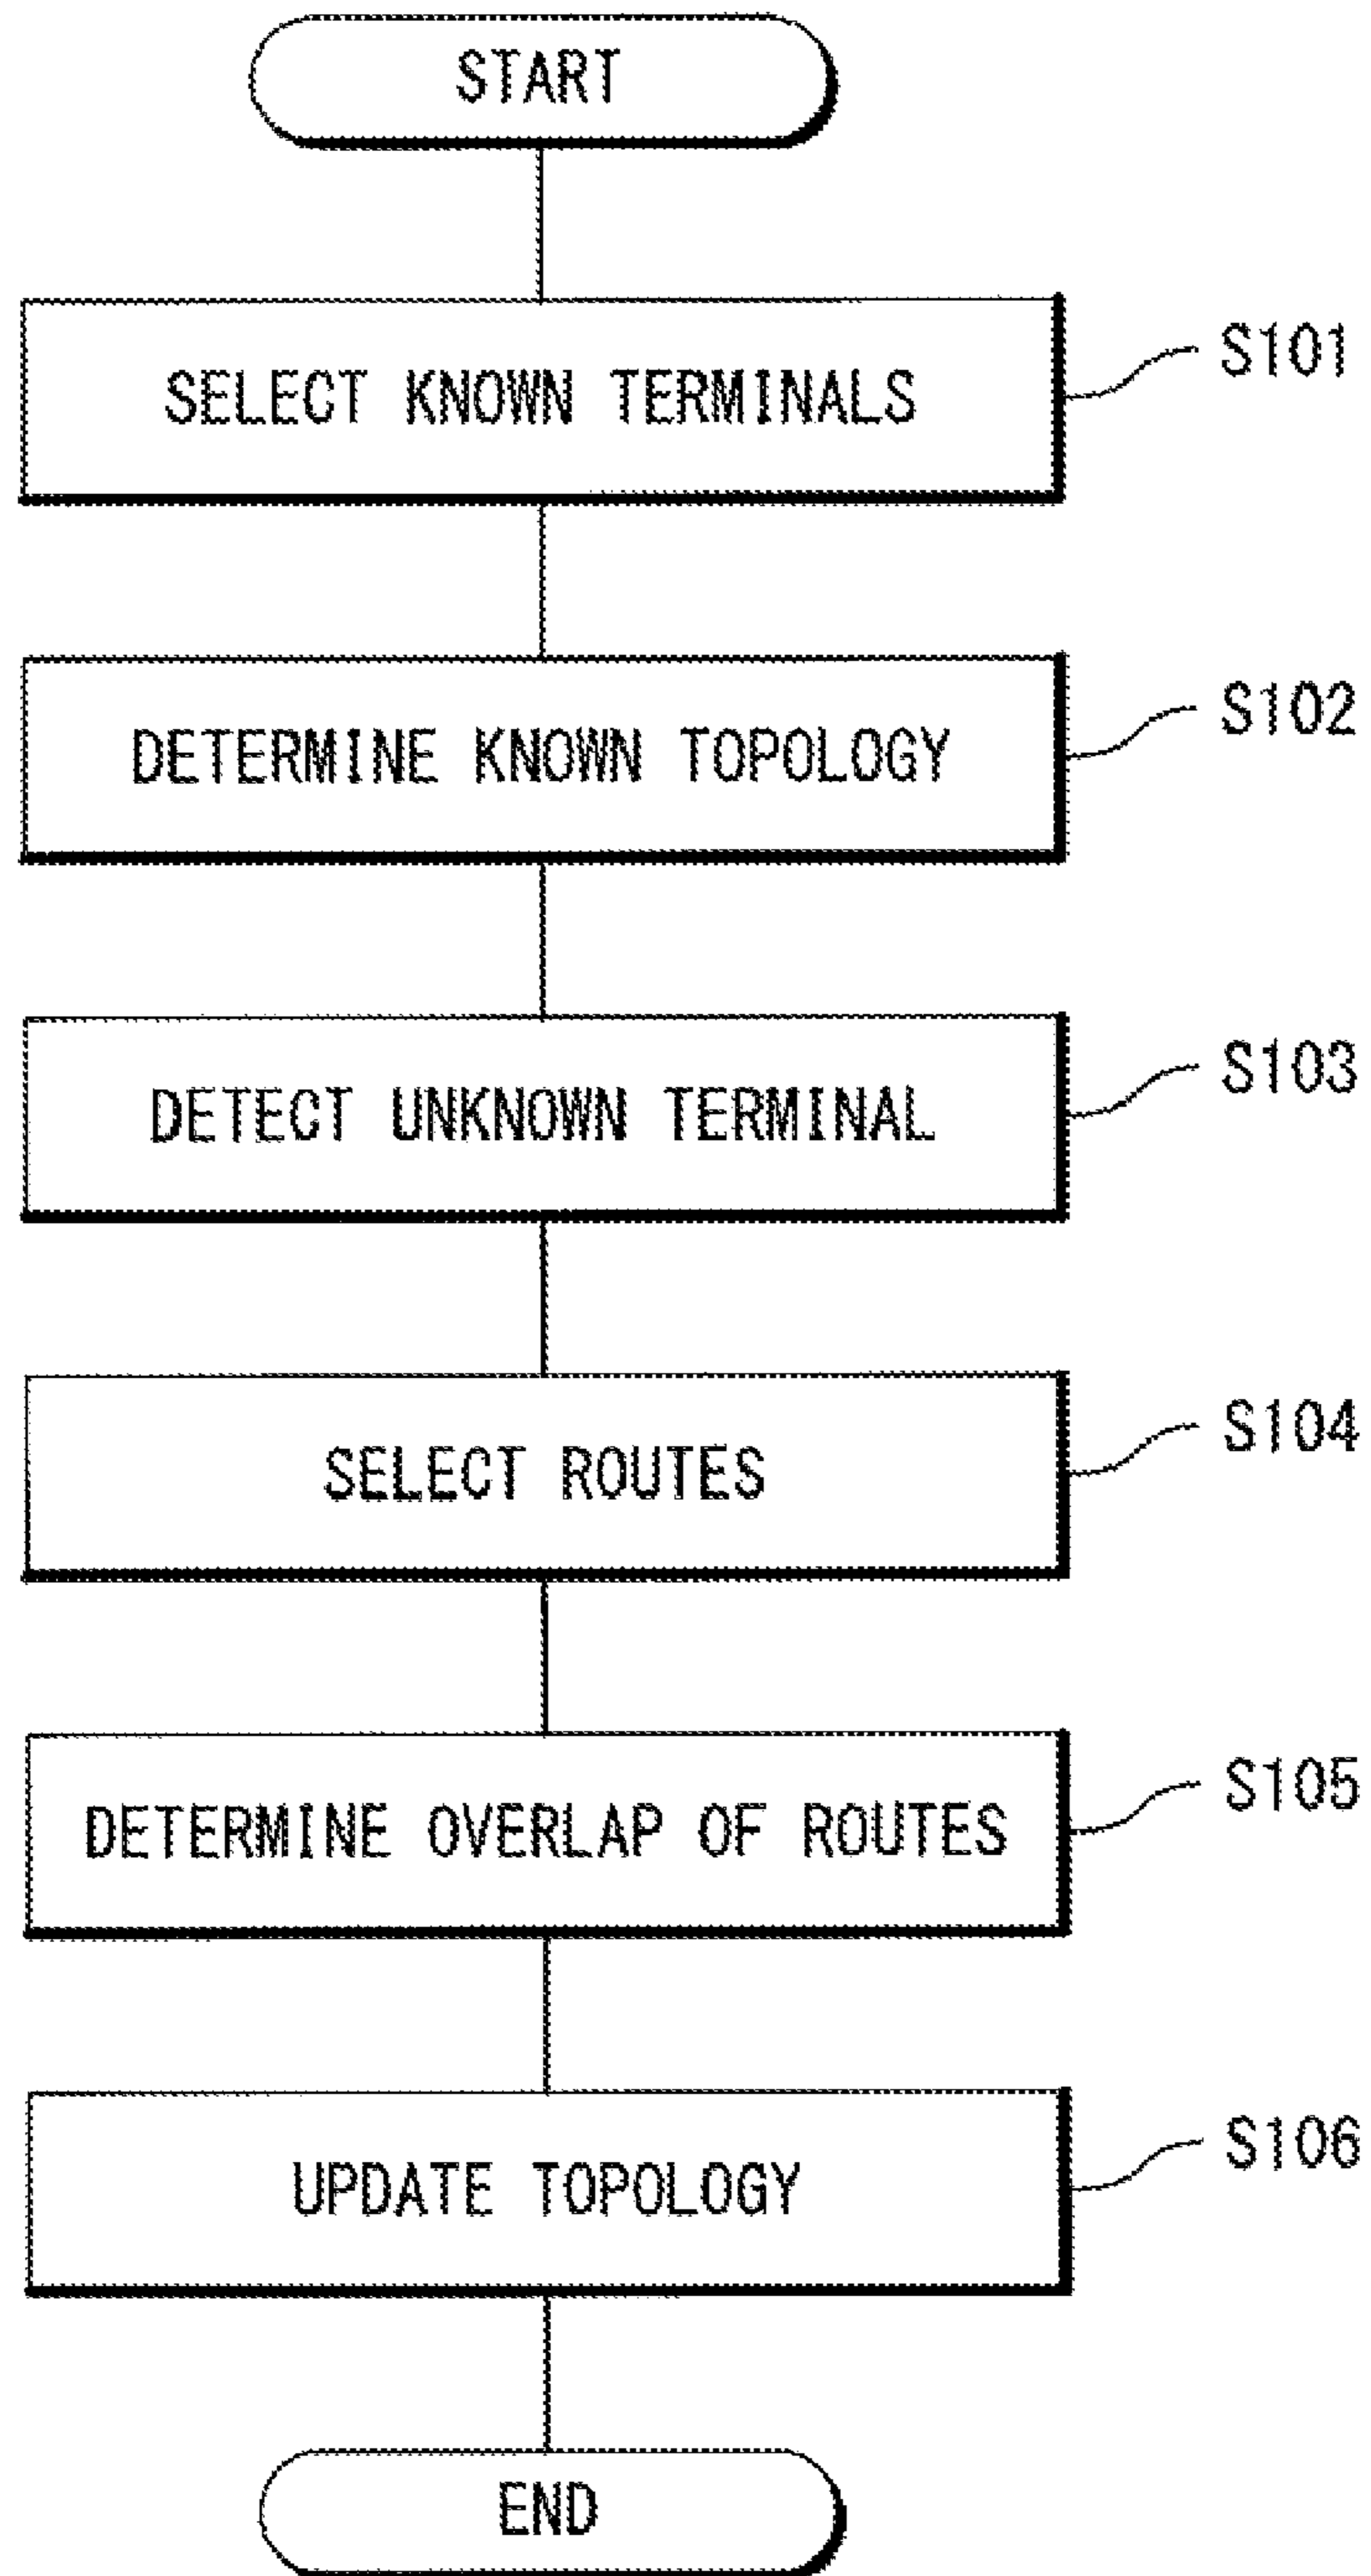 START
SELECT KNOWN TERMINALS
S101
DETERMINE KNOWN TOPOLOGY
S102
DETECT UNKNOWN TERMINAL
S103
SELECT ROUTES
S104
DETERMINE OVERLAP OF ROUTES
S105
UPDATE TOPOLOGY
S106
END